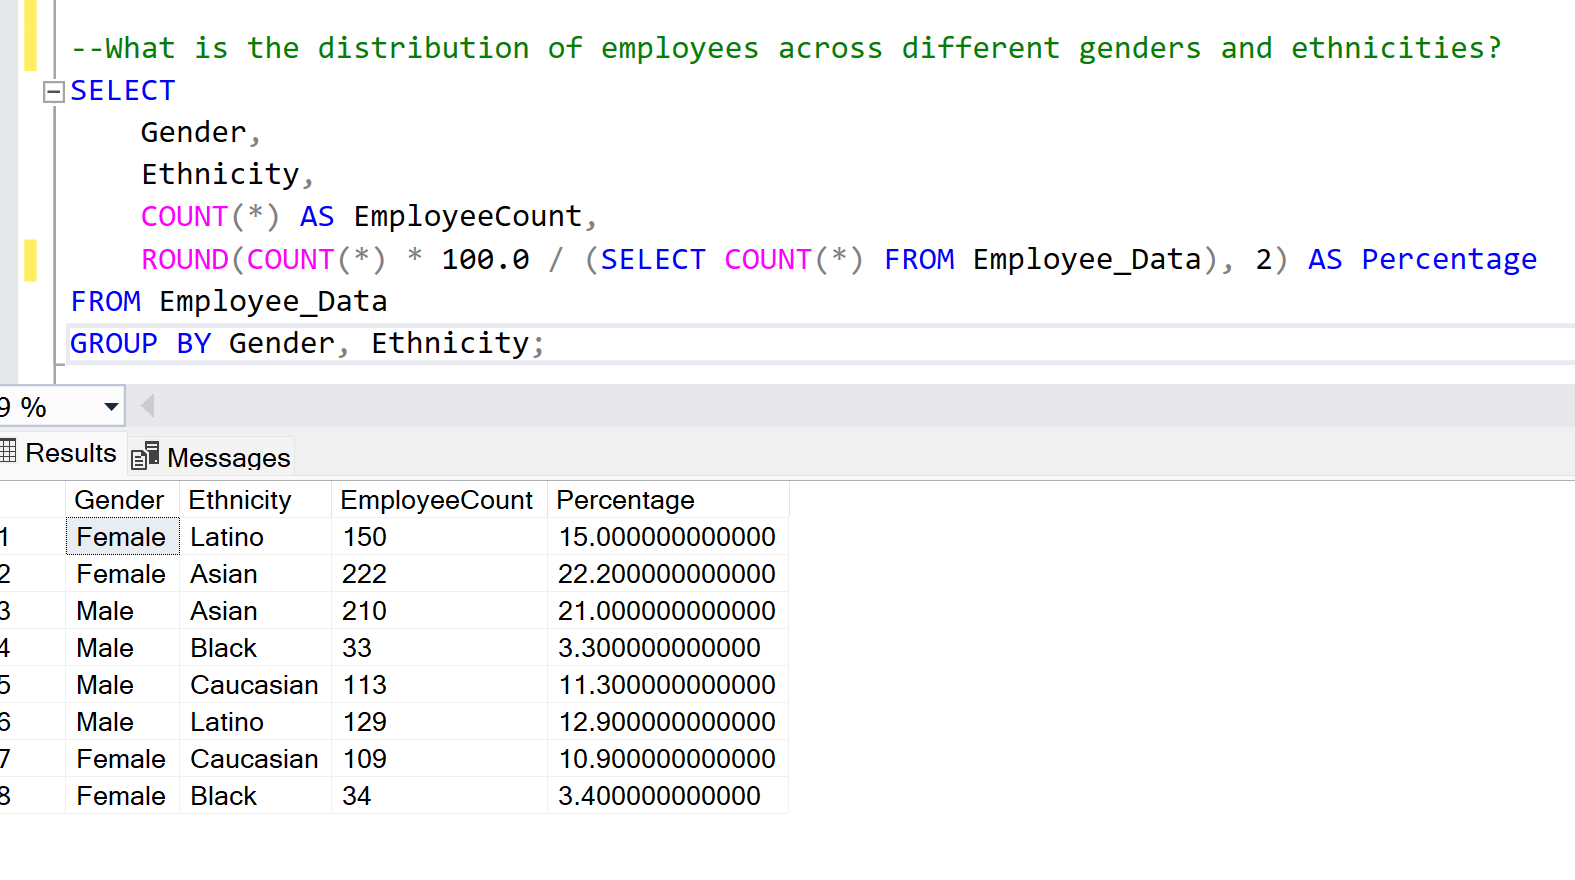 --What is the distribution of employees across different genders and ethnicities?
SELECT
Gender,
Ethnicity,
COUNT(*) AS EmployeeCount,
ROUND(COUNT(*) * 100.0 / (SELECT COUNT(*) FROM Employee_Data), 2) AS Percentage
FROM Employee_Data
GROUP BY Gender, Ethnicity;
9 %
Results Messages
Gender Ethnicity EmployeeCount Percentage
1 Female Latino 150 15.000000000000
2 Female Asian 222 22.200000000000
3 Male Asian 210 21.000000000000
4 Male Black 33 3.300000000000
5 Male Caucasian 113 11.300000000000
6 Male Latino 129 12.900000000000
7 Female Caucasian 109 10.900000000000
8 Female Black 34 3.400000000000